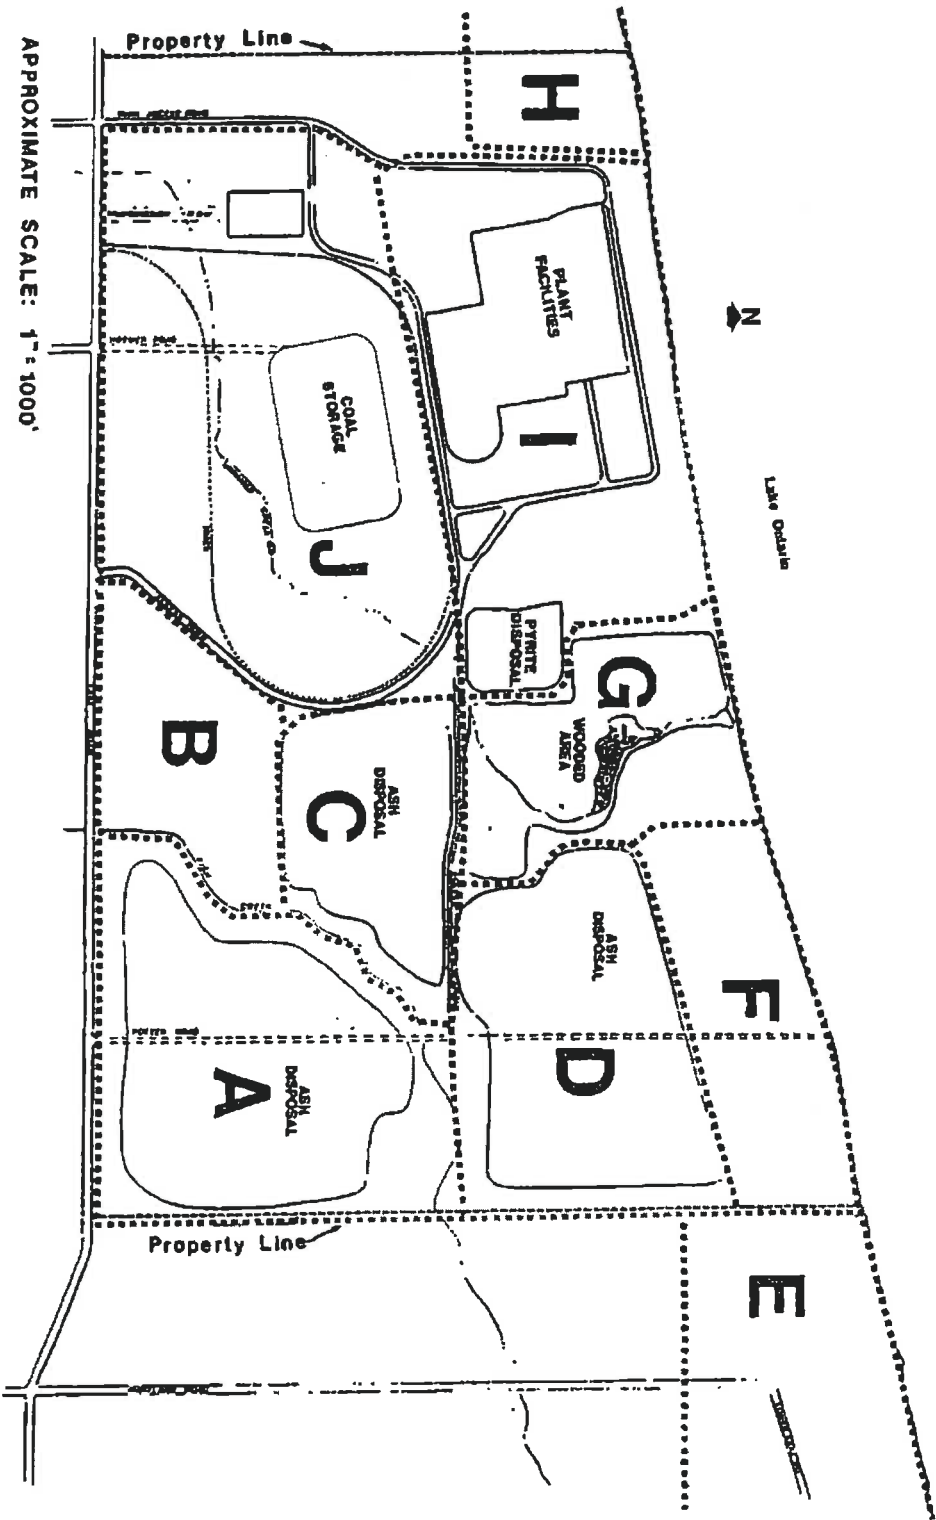 Property Line
H
APPROXIMATE SCALE: 1"=1000'
N
PLANT
FACILITIES
I
Lake Ontario
COAL
STORAGE
J
PYRITE
DISPOSAL
G
WOODED
AREA
B
C
ASH
DISPOSAL
ASH
DISPOSAL
F
D
A
ASH
DISPOSAL
Property Line
E